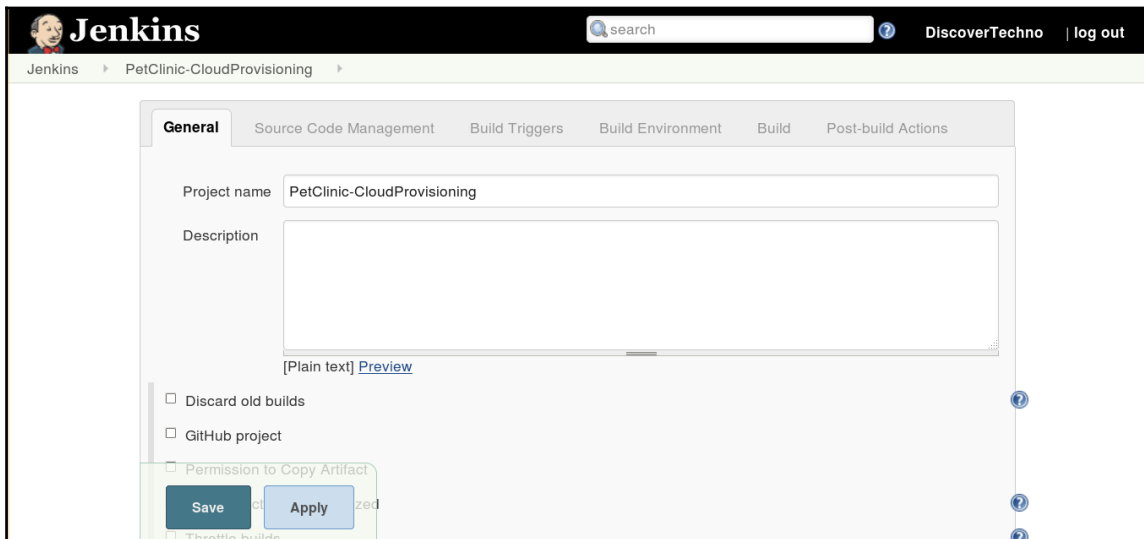 Jenkins
search
DiscoverTechno | log out
Jenkins PetClinic-CloudProvisioning
General Source Code Management Build Triggers Build Environment Build Post-build Actions
Project name PetClinic-CloudProvisioning
Description
[Plain text] Preview
Discard old builds
GitHub project
Permission to Copy Artifact
Save Apply
Throttle builds